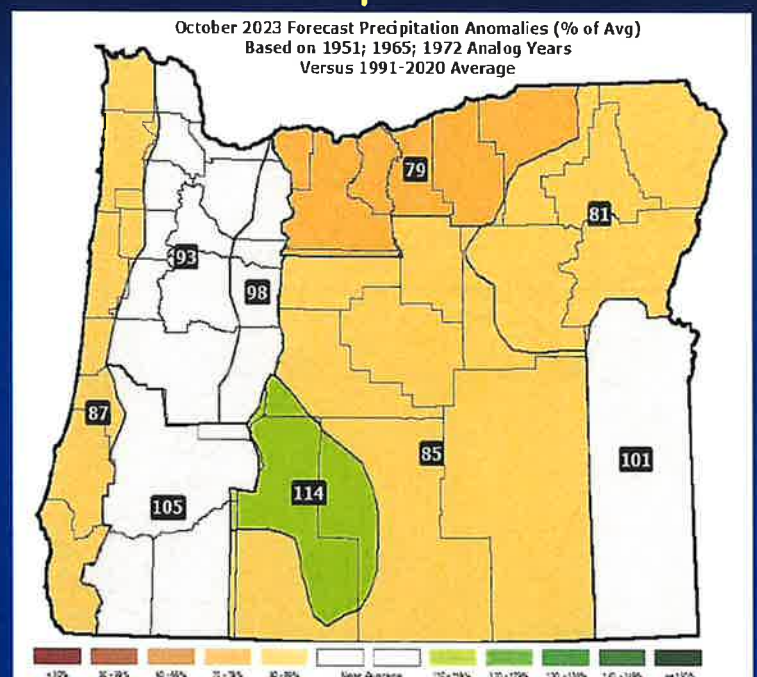 October 2023 Forecast Precipitation Anomalies (% of Avg)
Based on 1951; 1965; 1972 Analog Years
Versus 1991-2020 Average
79
81
93
98
87
85
101
114
105
Near Average